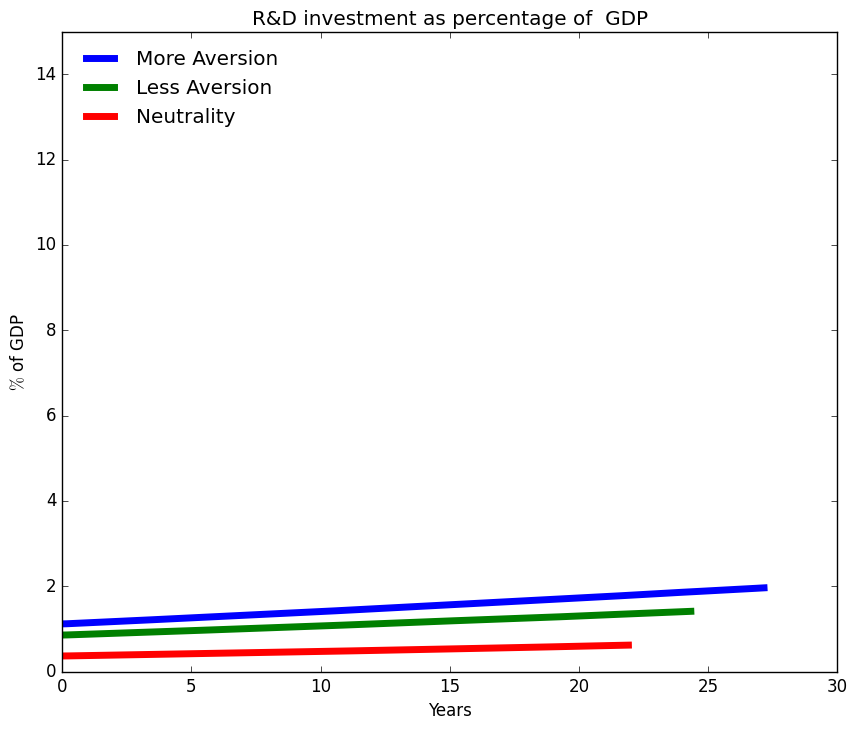 R&D investment as percentage of  GDP
More Aversion
Less Aversion
Neutrality
14
12
10
8
6
4
2
0
% of GDP
0 5 10 15 20 25 30
Years